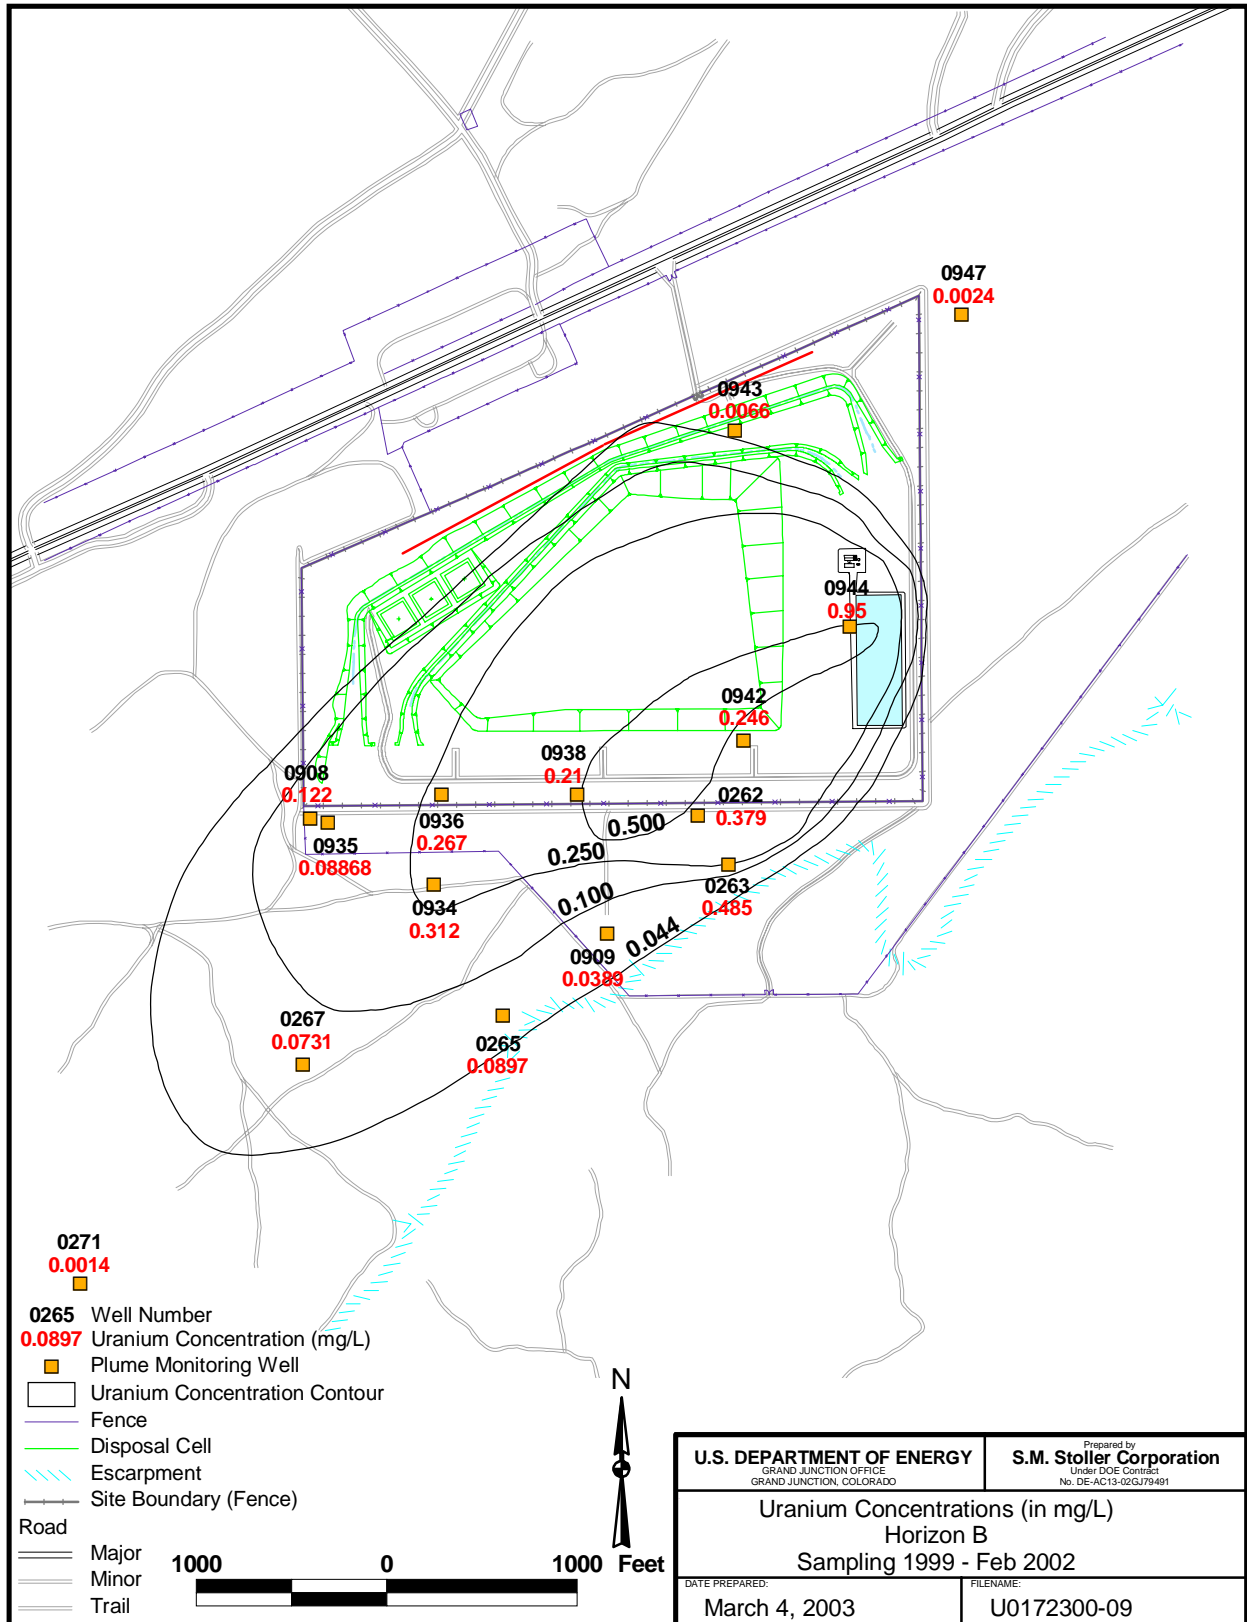 0947
0.0024
0943
0.0066
0944
0.95
0942
0.246
0938
0.21
0908
0.122
0262
0.379
0936
0.267
0.500
0935
0.08868
0.250
0263
0.485
0.100
0934
0.312
0.044
0909
0.0389
0267
0.0731
0265
0.0897
0271
0.0014
0265 Well Number
0.0897 Uranium Concentration (mg/L)
Plume Monitoring Well
Uranium Concentration Contour
Fence
Disposal Cell
Escarpment
Site Boundary (Fence)
Road
Major
Minor
Trail
1000 0 1000 Feet
N
U.S. DEPARTMENT OF ENERGY
GRAND JUNCTION OFFICE
GRAND JUNCTION, COLORADO
Prepared by
S.M. Stoller Corporation
Under DOE Contract
No. DE-AC13-02GJ79491
Uranium Concentrations (in mg/L)
Horizon B
Sampling 1999 - Feb 2002
DATE PREPARED:
March 4, 2003
FILENAME:
U0172300-09